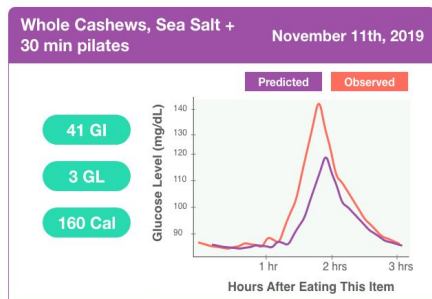 Whole Cashews, Sea Salt +
30 min pilates
November 11th, 2019
Predicted
Observed
41 GI
3 GL
160 Cal
Glucose Level (mg/dL)
140
130
120
110
100
90
1 hr
2 hrs
3 hrs
Hours After Eating This Item